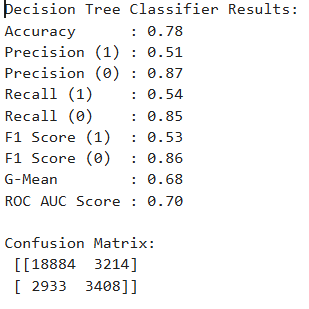 Decision Tree Classifier Results:
Accuracy      : 0.78
Precision (1) : 0.51
Precision (0) : 0.87
Recall (1)    : 0.54
Recall (0)    : 0.85
F1 Score (1)  : 0.53
F1 Score (0)  : 0.86
G-Mean        : 0.68
ROC AUC Score : 0.70

Confusion Matrix:
 [[18884  3214]
 [ 2933  3408]]